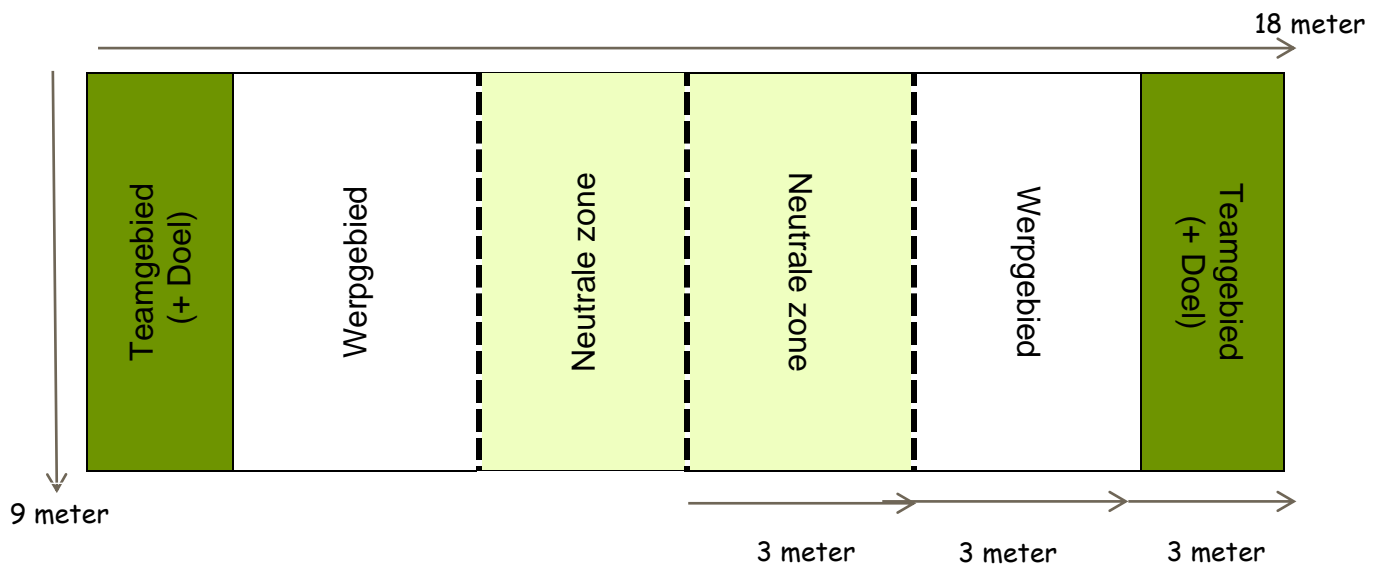 18 meter
Teamgebied
(+ Doel)
Werpgebied
Neutrale zone
Neutrale zone
Werpgebied
Teamgebied
(+ Doel)
9 meter
3 meter
3 meter
3 meter